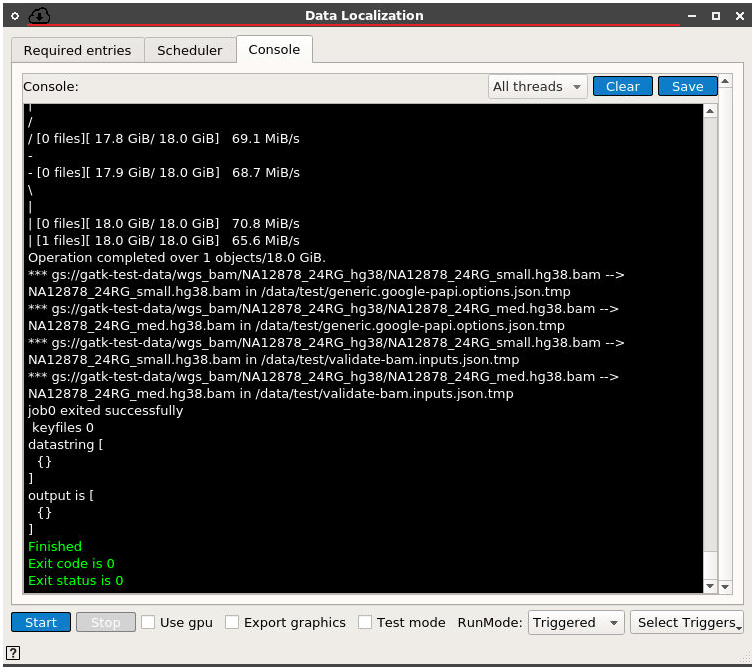 Data Localization
Required entries
Scheduler
Console
Console:
All threads
Clear
Save
|
/
/ [0 files][ 17.8 GiB/ 18.0 GiB]   69.1 MiB/s
-
- [0 files][ 17.9 GiB/ 18.0 GiB]   68.7 MiB/s
\
|
| [0 files][ 18.0 GiB/ 18.0 GiB]   70.8 MiB/s
| [1 files][ 18.0 GiB/ 18.0 GiB]   65.6 MiB/s
Operation completed over 1 objects/18.0 GiB.
*** gs://gatk-test-data/wgs_bam/NA12878_24RG_hg38/NA12878_24RG_small.hg38.bam -->
NA12878_24RG_small.hg38.bam in /data/test/generic.google-papi.options.json.tmp
*** gs://gatk-test-data/wgs_bam/NA12878_24RG_hg38/NA12878_24RG_med.hg38.bam -->
NA12878_24RG_med.hg38.bam in /data/test/generic.google-papi.options.json.tmp
*** gs://gatk-test-data/wgs_bam/NA12878_24RG_hg38/NA12878_24RG_small.hg38.bam -->
NA12878_24RG_small.hg38.bam in /data/test/validate-bam.inputs.json.tmp
*** gs://gatk-test-data/wgs_bam/NA12878_24RG_hg38/NA12878_24RG_med.hg38.bam -->
NA12878_24RG_med.hg38.bam in /data/test/validate-bam.inputs.json.tmp
job0 exited successfully
keyfiles 0
datastring [
{}
]
output is [
{}
]
Finished
Exit code is 0
Exit status is 0
Start
Stop
Use gpu
Export graphics
Test mode
RunMode:
Triggered
Select Triggers
?